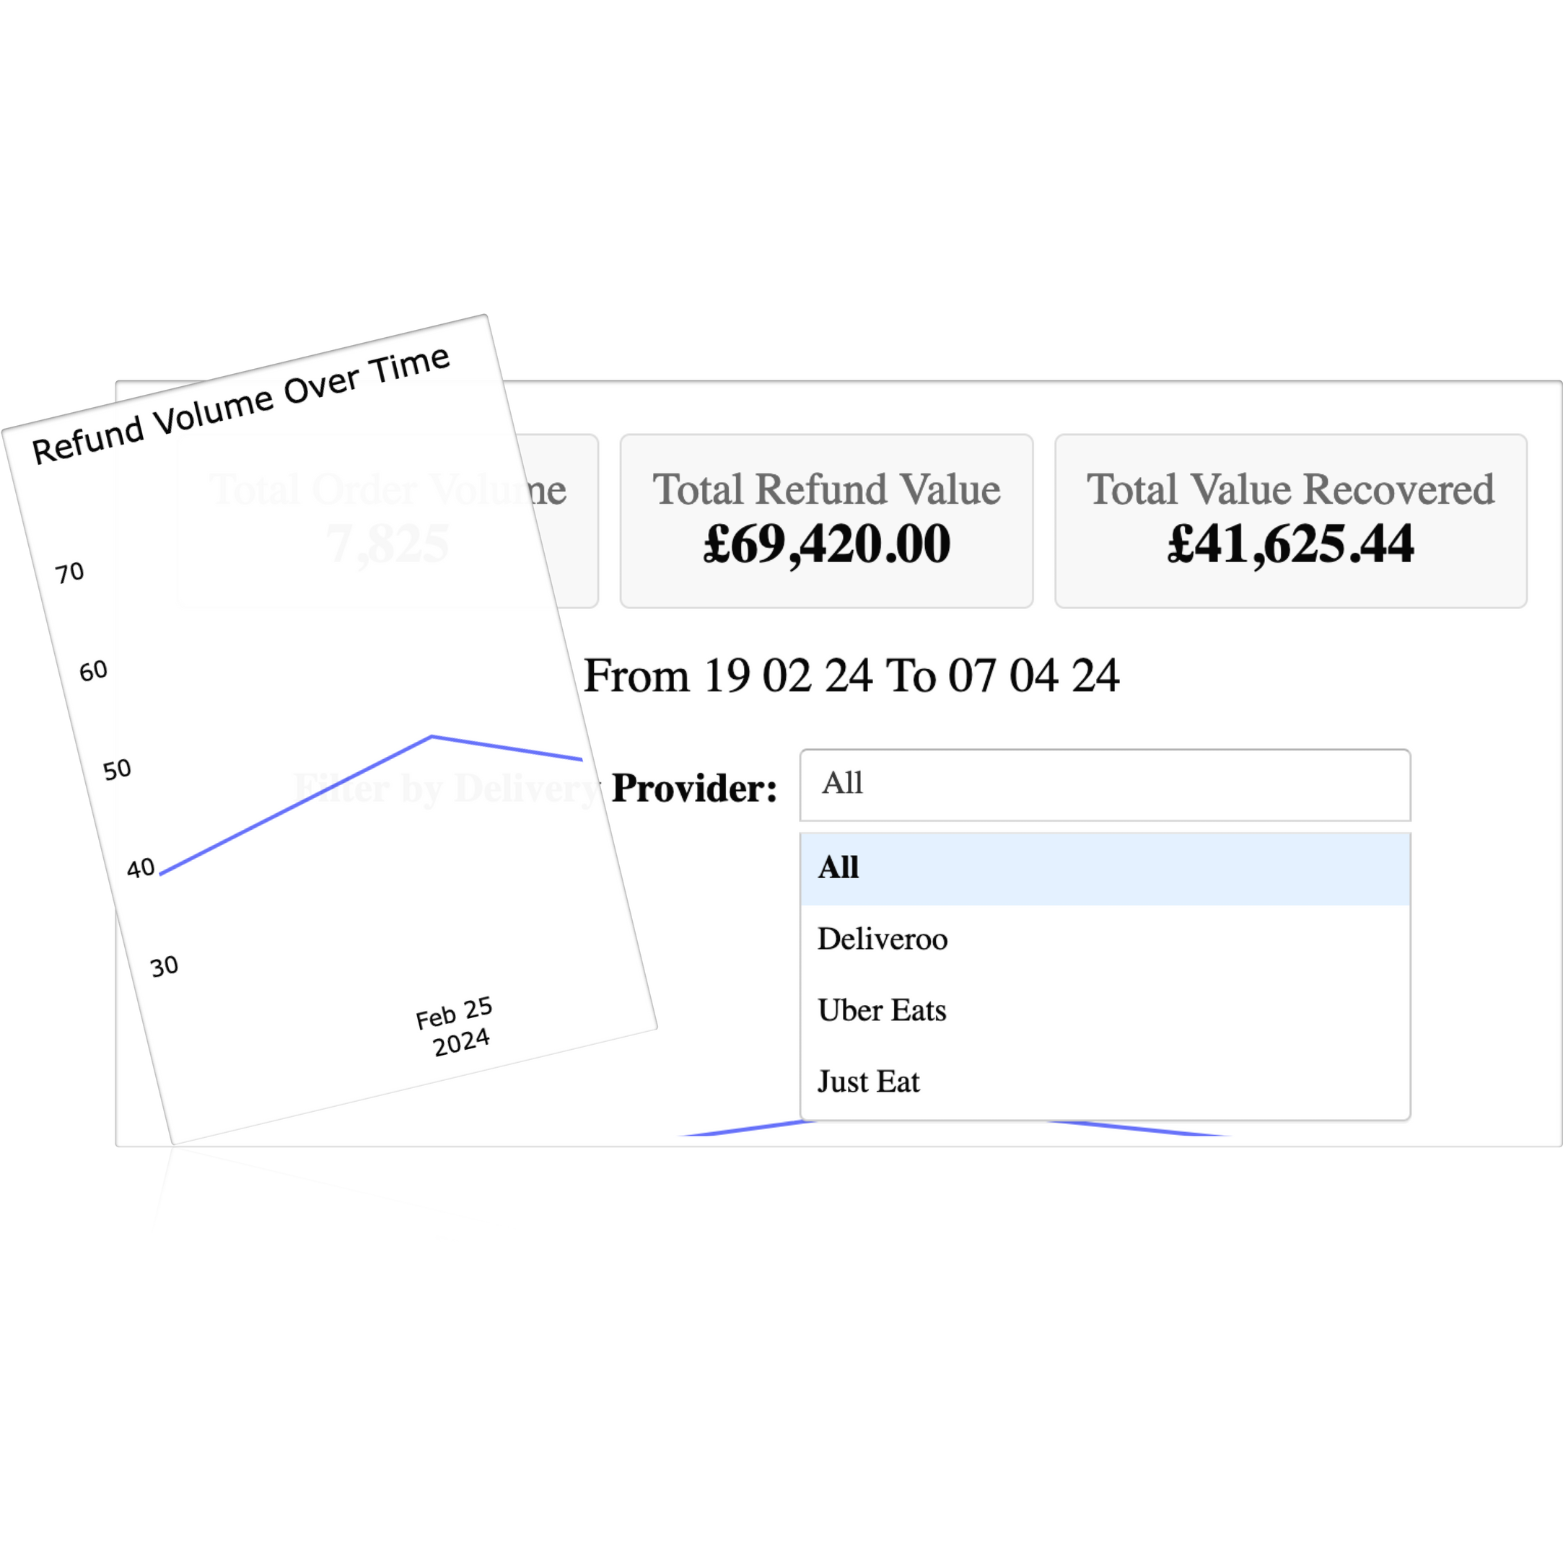 Refund Volume Over Time
70
60
50
40
30
Feb 25
2024
Total Order Volume
7,825
Total Refund Value
£69,420.00
Total Value Recovered
£41,625.44
From 19 02 24 To 07 04 24
Filter by Delivery Provider:
All
All
Deliveroo
Uber Eats
Just Eat